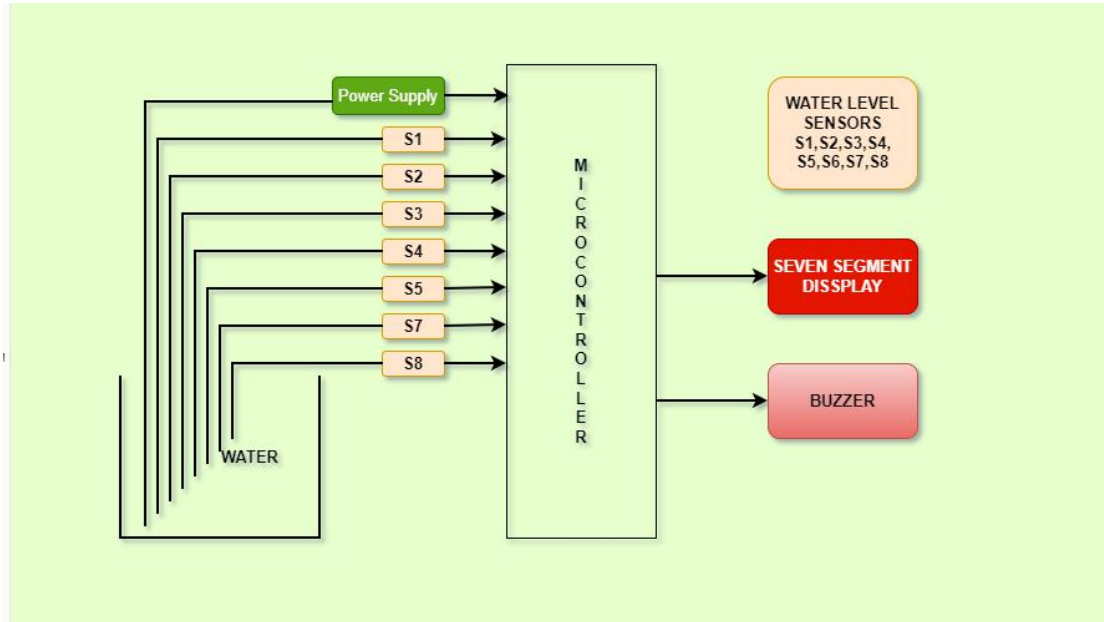 Power Supply
S1
S2
S3
S4
S5
S7
S8
WATER
MICROCONTROLLER
WATER LEVEL
SENSORS
S1,S2,S3,S4,
S5,S6,S7,S8
SEVEN SEGMENT
DISSPLAY
BUZZER